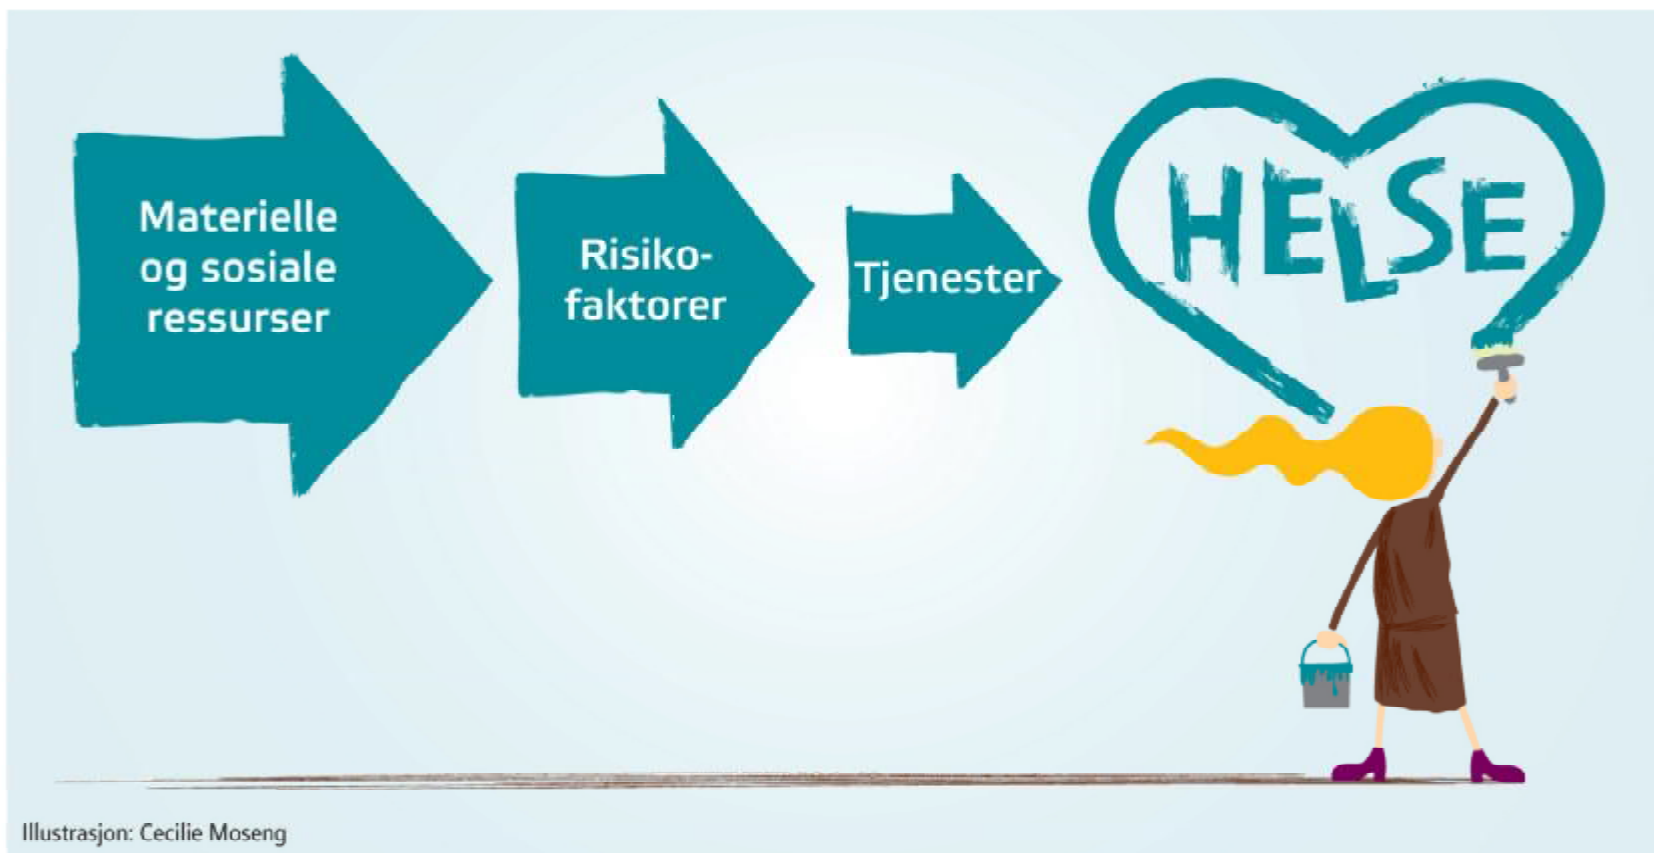 Materielle
og sosiale
ressurser
Risiko-
faktorer
Tjenester
HELSE
Illustrasjon: Cecilie Moseng